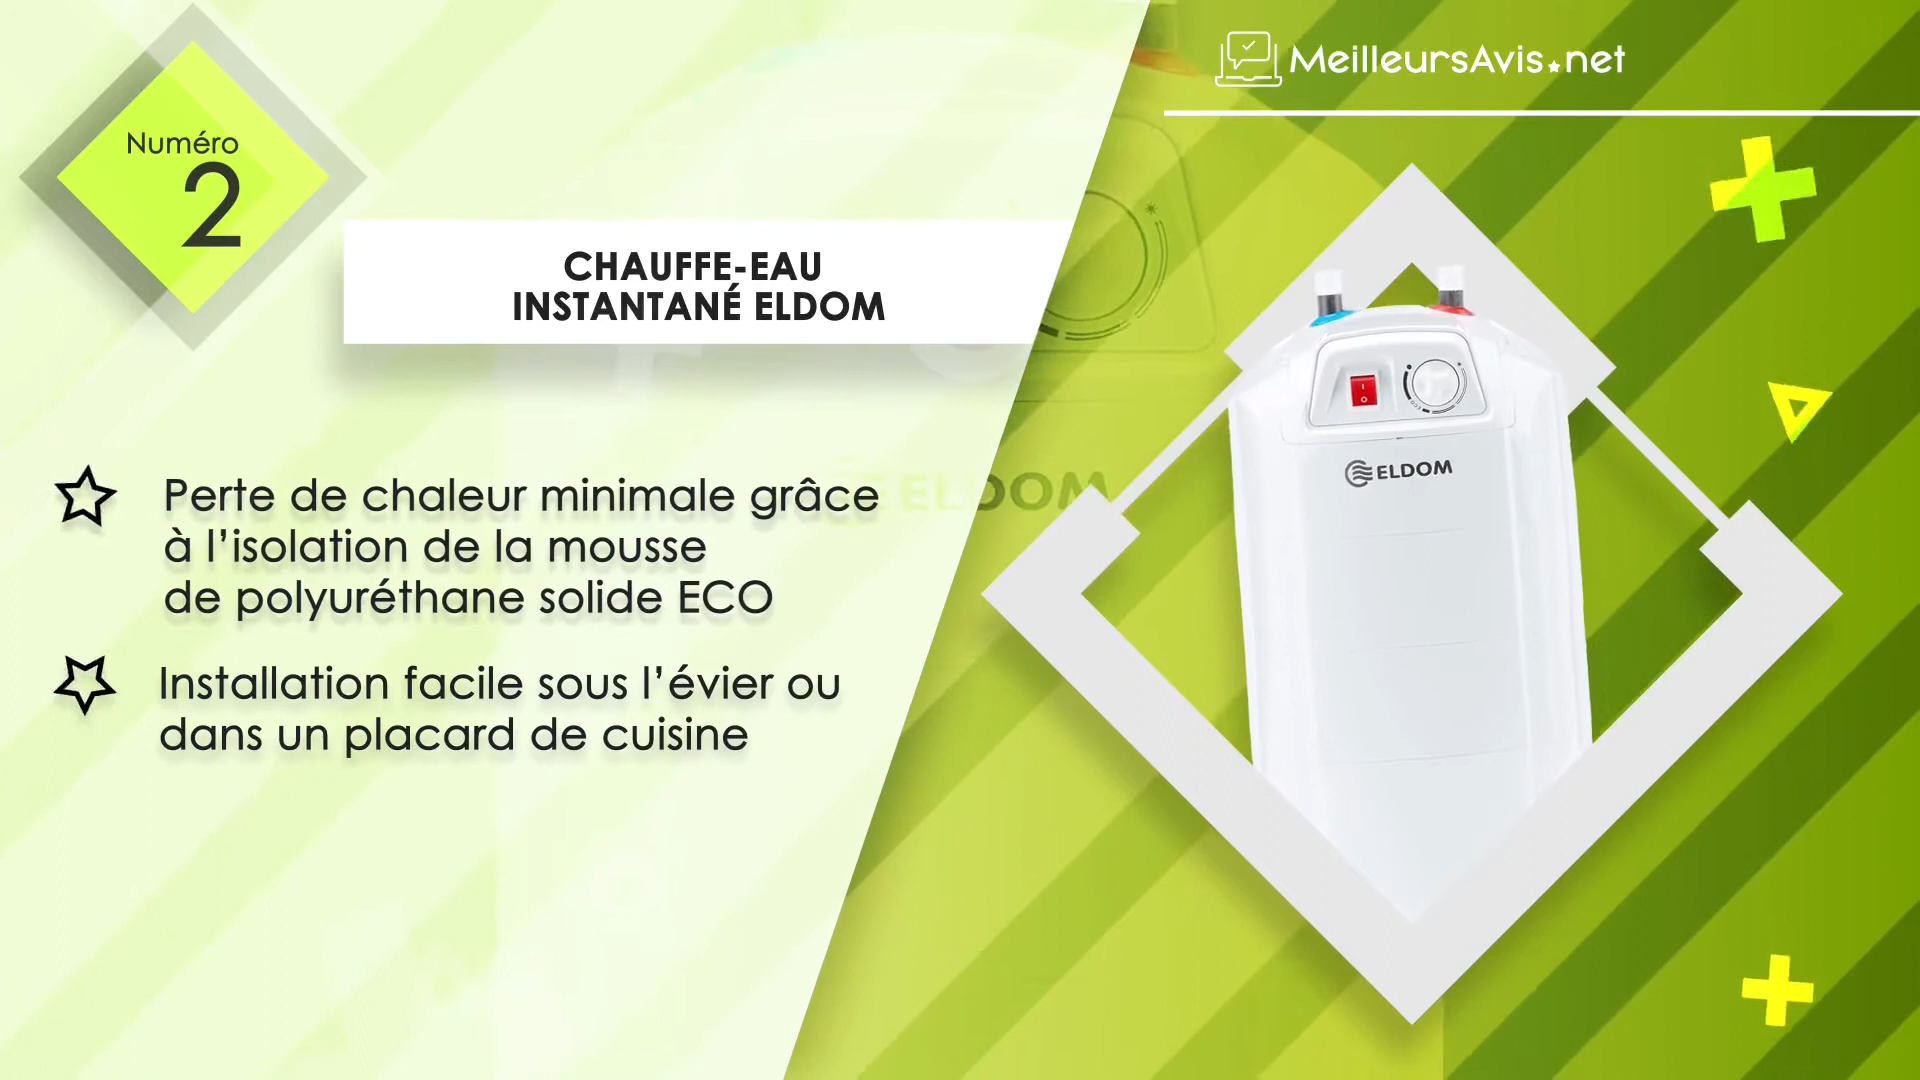 Numéro
2
MeilleursAvis.net
CHAUFFE-EAU
INSTANTANÉ ELDOM
Perte de chaleur minimale grâce
à l’isolation de la mousse
de polyuréthane solide ECO
Installation facile sous l’évier ou
dans un placard de cuisine
ELDOM
ELDOM